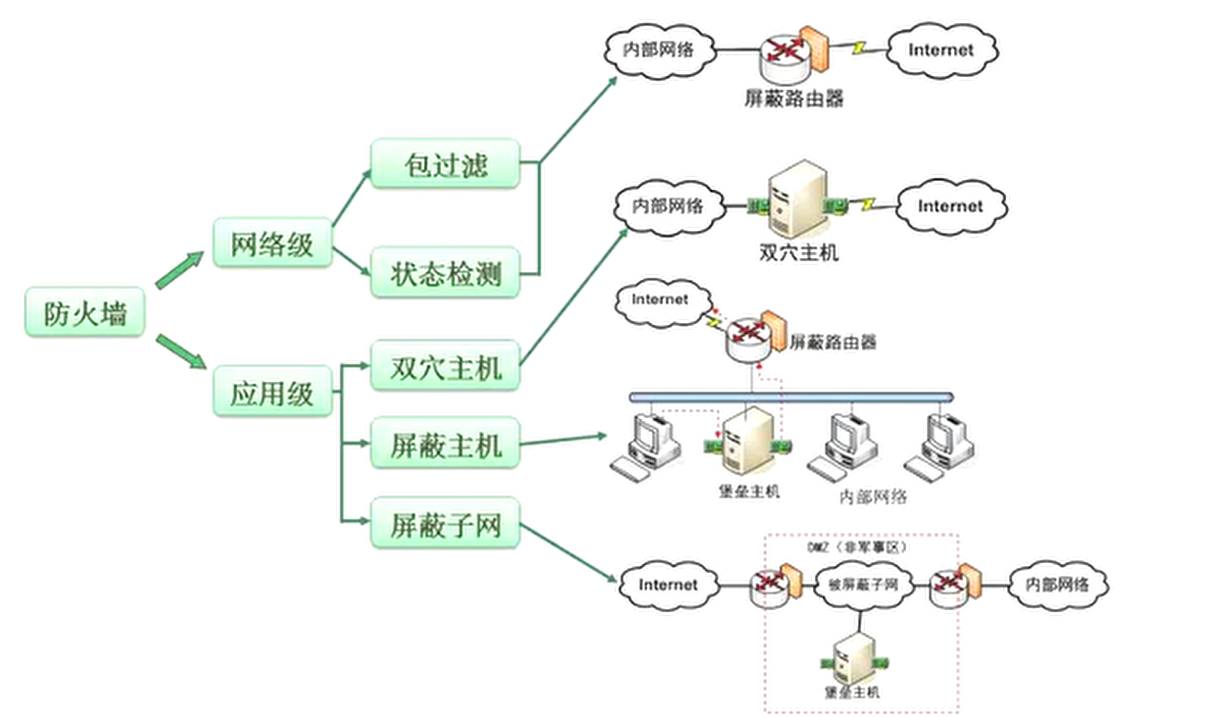 内部网络
Internet
屏蔽路由器
包过滤
内部网络
Internet
网络级
双穴主机
状态检测
Internet
防火墙
屏蔽路由器
双穴主机
应用级
屏蔽主机
堡垒主机
内部网络
屏蔽子网
DMZ（非军事区）
Internet
被屏蔽子网
内部网络
堡垒主机